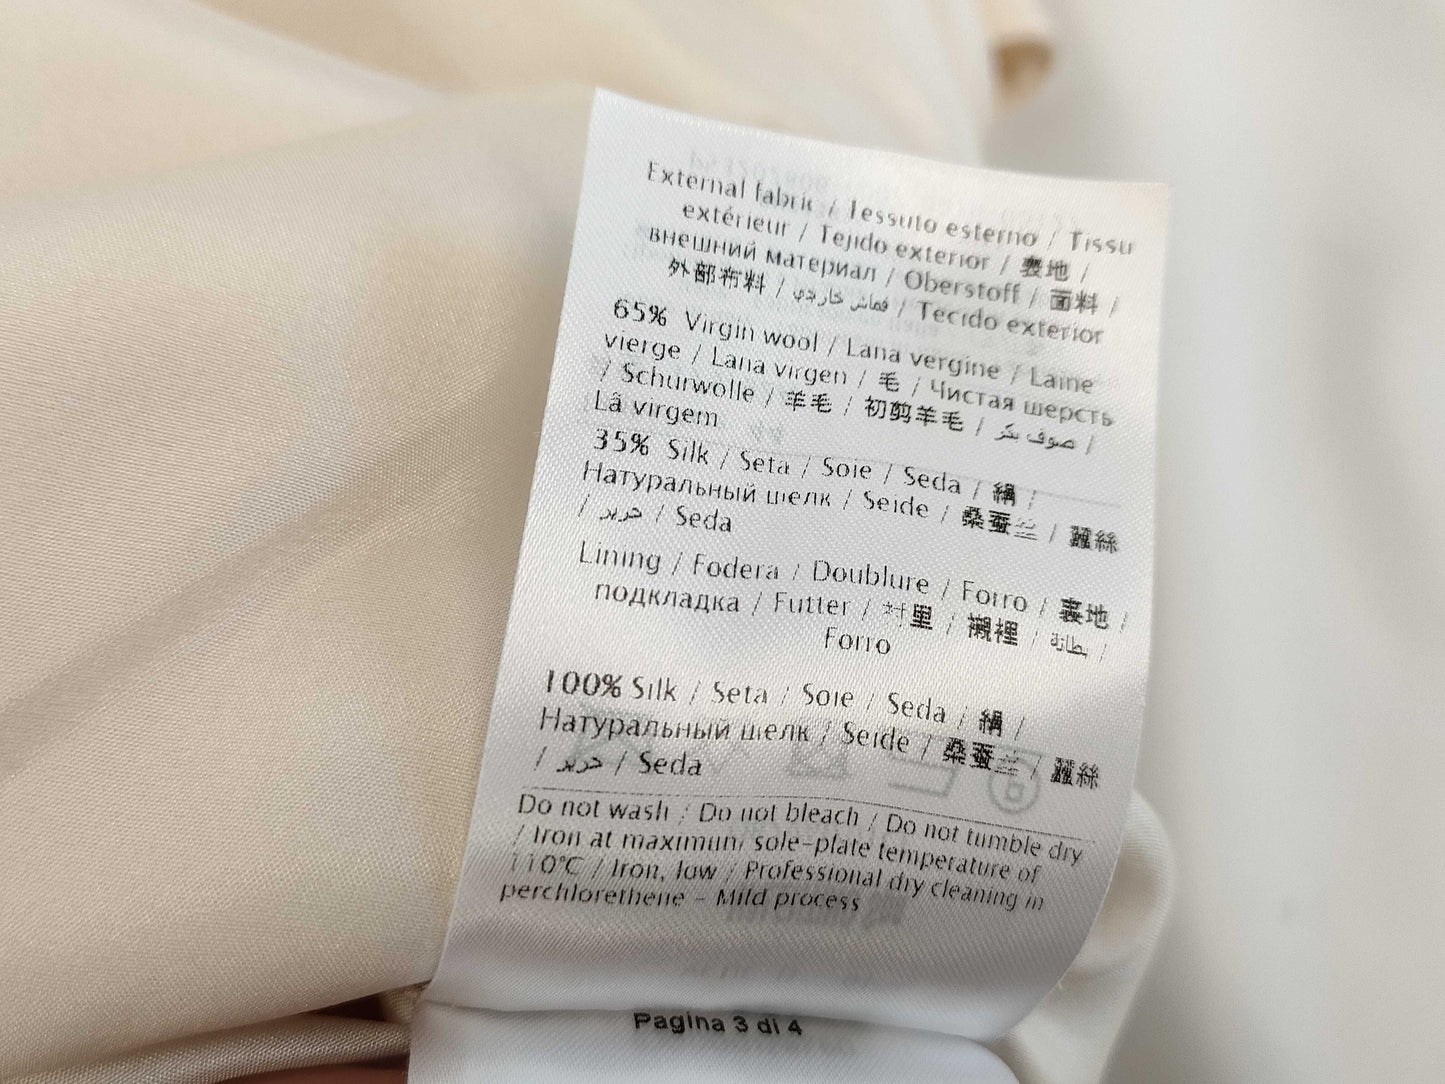 External fabric / Tessuto esterno / Tissu
extérieur / Tejido exterior / 表地 /
внешний материал / Oberstoff / 面料 /
外部布料 / قماش خارجي / Tecido exterior
65% Virgin wool / Lana vergine / Laine
vierge / Lana virgen / 毛 / Чистая шерсть
/ Schurwolle / 羊毛 / 初剪羊毛 / صوف بكر /
Lã virgem
35% Silk / Seta / Soie / Seda / 絹 /
Натуральный шелк / Seide / 桑蚕丝 / 蠶絲
/ حرير / Seda
Lining / Fodera / Doublure / Forro / 裏地 /
подкладка / Futter / 衬里 / 襯裡 / بطانة /
Forro
100% Silk / Seta / Soie / Seda / 絹 /
Натуральный шелк / Seide / 桑蚕丝 / 蠶絲
/ حرير / Seda
Do not wash / Do not bleach / Do not tumble dry
/ Iron at maximum sole-plate temperature of
110°C / Iron, low / Professional dry cleaning in
perchlorethene - Mild process
Pagina 3 di 4